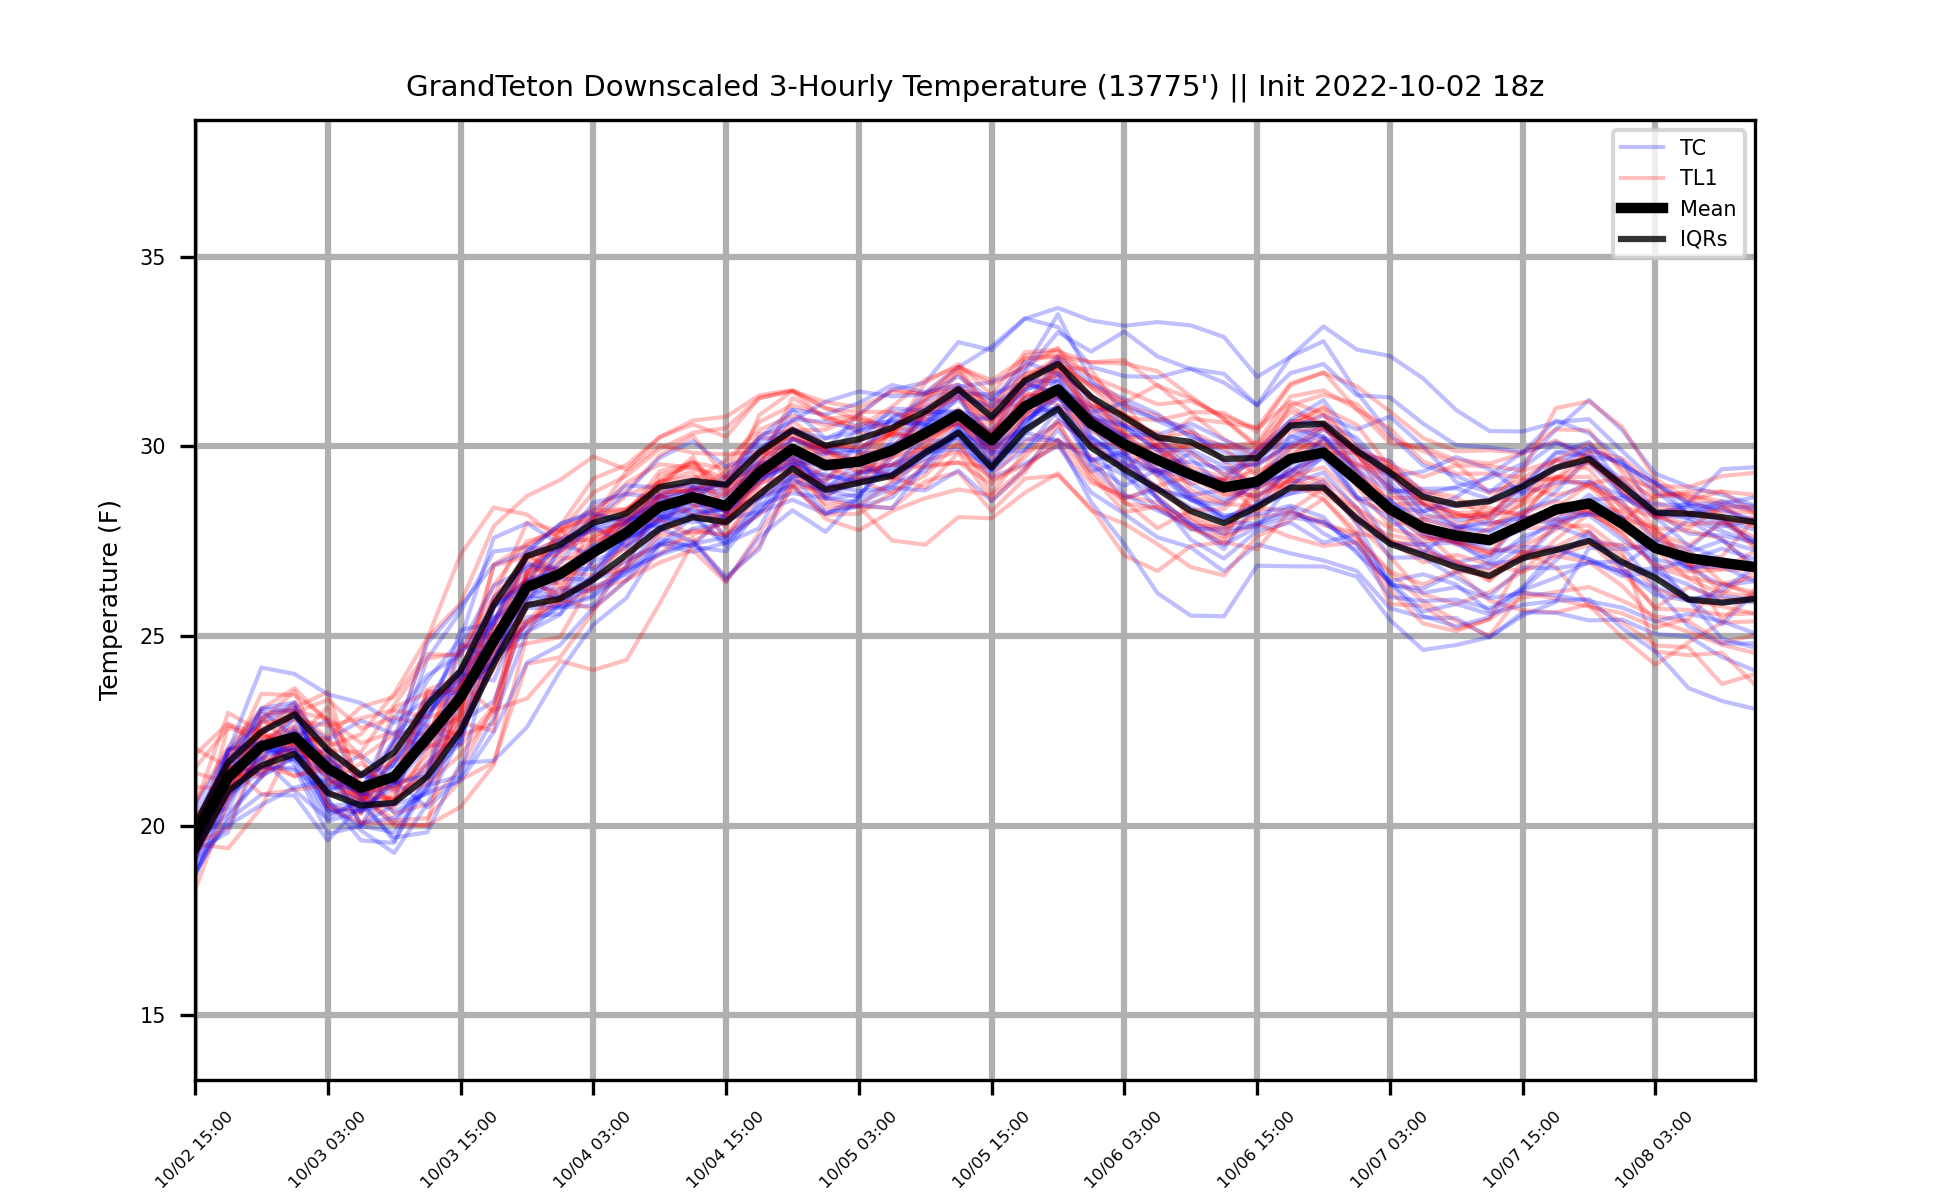 GrandTeton Downscaled 3-Hourly Temperature (13775') || Init 2022-10-02 18z
TC
TL1
Mean
IQRs
Temperature (F)
35
30
25
20
15
10/02 15:00
10/03 03:00
10/03 15:00
10/04 03:00
10/04 15:00
10/05 03:00
10/05 15:00
10/06 03:00
10/06 15:00
10/07 03:00
10/07 15:00
10/08 03:00